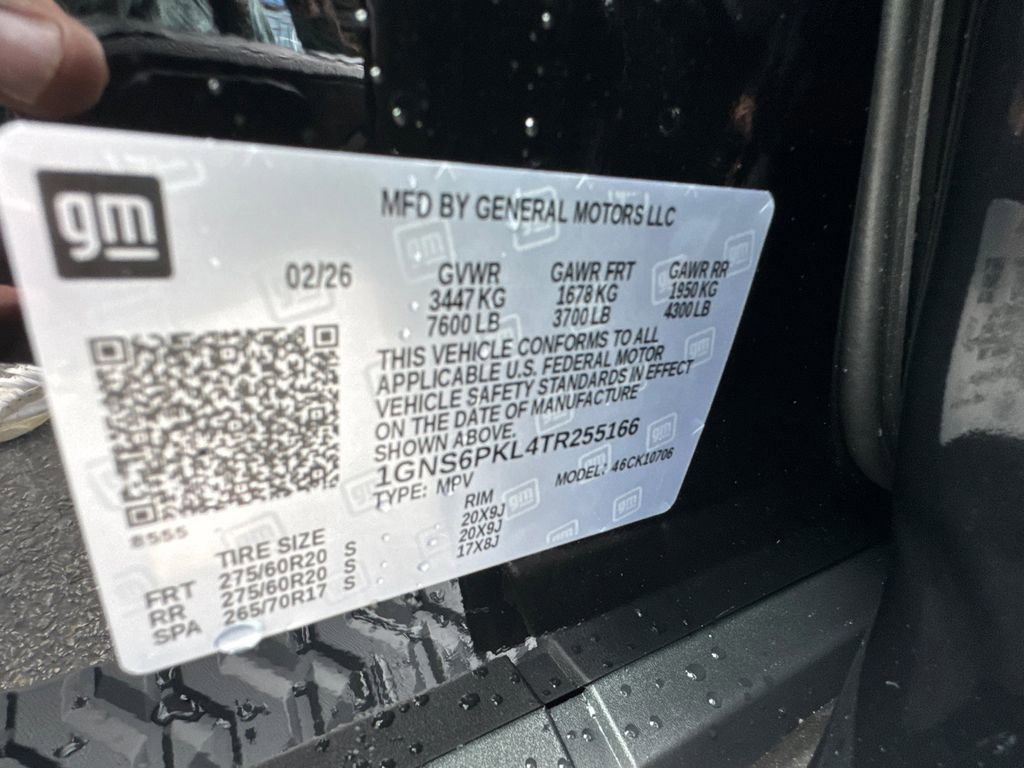 gm
MFD BY GENERAL MOTORS LLC
02/26
GVWR GAWR FRT GAWR RR
3447 KG 1678 KG 1950 KG
7600 LB 3700 LB 4300 LB
THIS VEHICLE CONFORMS TO ALL
APPLICABLE U.S. FEDERAL MOTOR
VEHICLE SAFETY STANDARDS IN EFFECT
ON THE DATE OF MANUFACTURE
SHOWN ABOVE.
1GNS6PKL4TR255166
TYPE: MPV MODEL: 46CK10706
8555
TIRE SIZE RIM
FRT 275/60R20 S 20X9J
RR 275/60R20 S 20X9J
SPA 265/70R17 S 17X8J